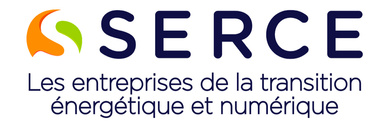 SERCE
Les entreprises de la transition
énergétique et numérique